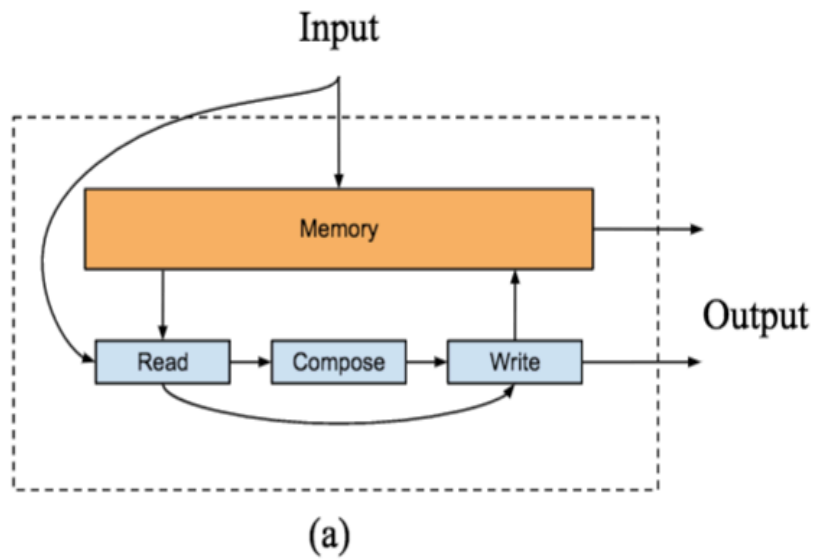 Input
Memory
Read
Compose
Write
Output
(a)